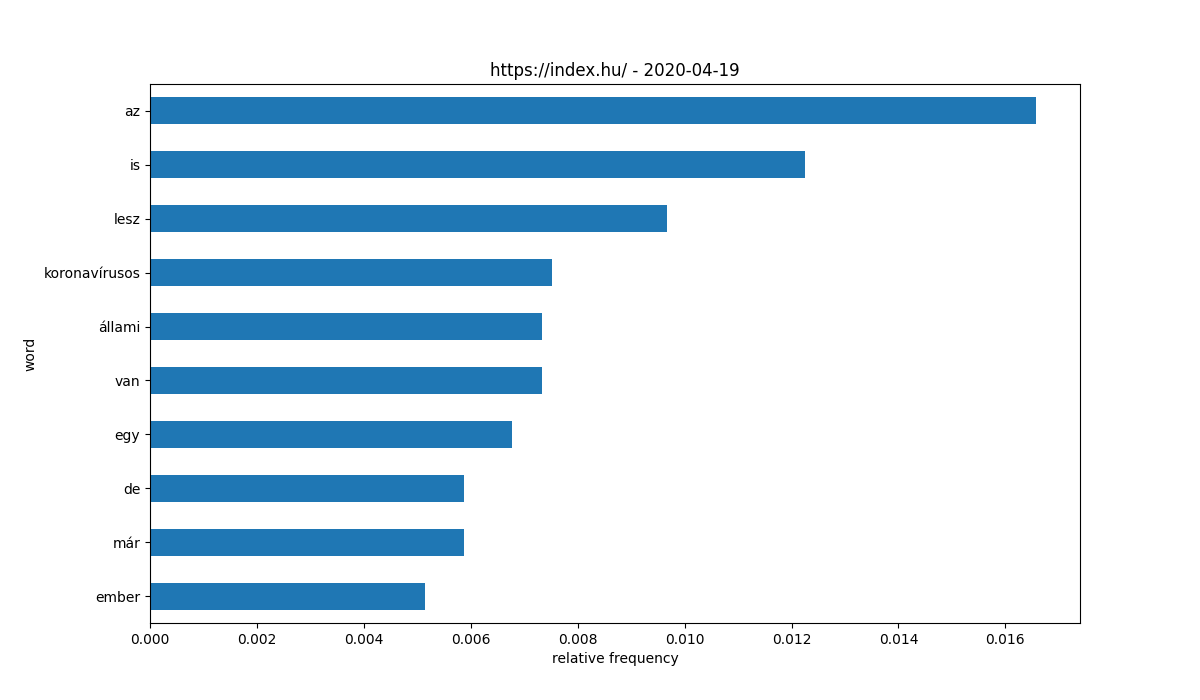 https://index.hu/ - 2020-04-19
az
is
lesz
koronavírusos
állami
van
egy
de
már
ember
word
0.000 0.002 0.004 0.006 0.008 0.010 0.012 0.014 0.016
relative frequency